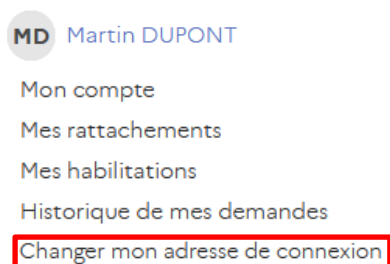 MD Martin DUPONT
Mon compte
Mes rattachements
Mes habilitations
Historique de mes demandes
Changer mon adresse de connexion